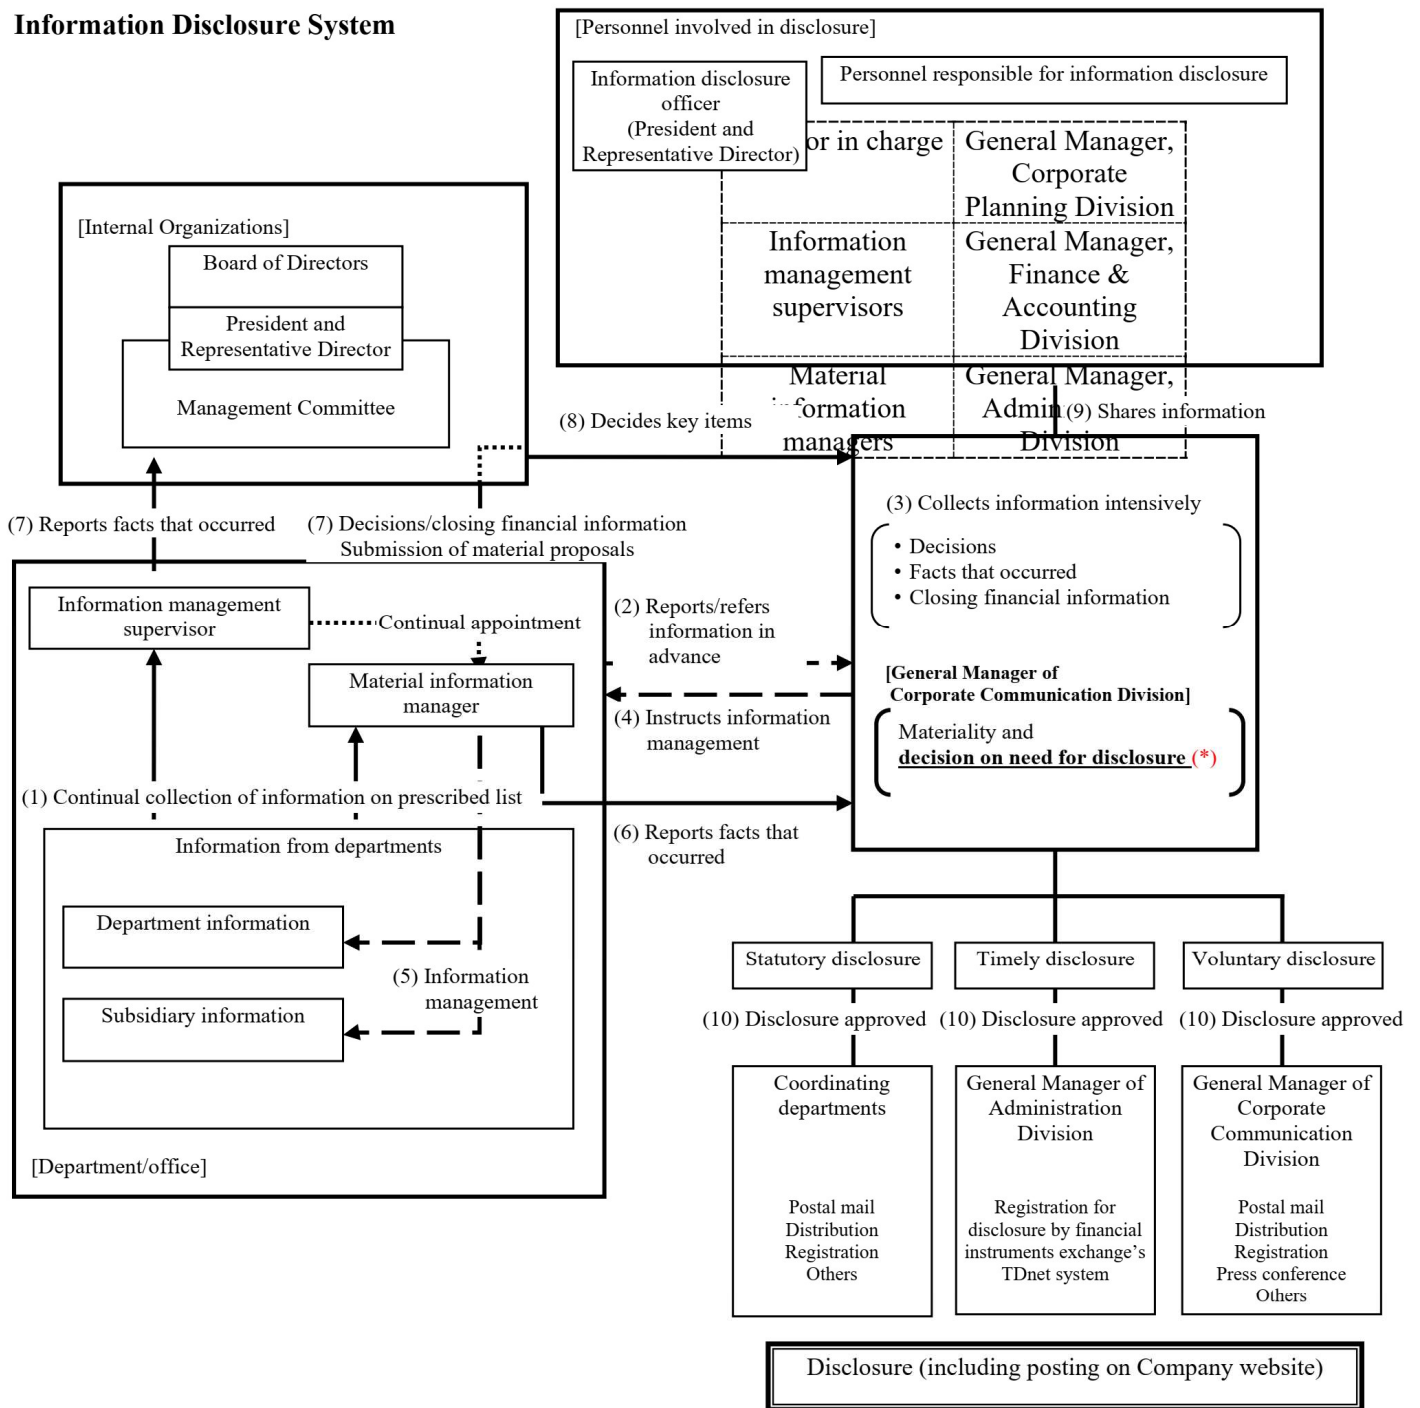 Information Disclosure System
[Personnel involved in disclosure]
Information disclosure
officer
(President and
Representative Director)
Personnel responsible for information disclosure
or in charge
General Manager,
Corporate
Planning Division
Information
management
supervisors
General Manager,
Finance &
Accounting
Division
Material
information
managers
General Manager,
Admin
Division
[Internal Organizations]
Board of Directors
President and
Representative Director
Management Committee
(8) Decides key items
(9) Shares information
(7) Reports facts that occurred
(7) Decisions/closing financial information
Submission of material proposals
(3) Collects information intensively
• Decisions
• Facts that occurred
• Closing financial information
[General Manager of
Corporate Communication Division]
Materiality and
decision on need for disclosure (*)
Information management
supervisor
Continual appointment
Material information
manager
(2) Reports/refers
information in
advance
(4) Instructs information
management
(1) Continual collection of information on prescribed list
(6) Reports facts that
occurred
Information from departments
Department information
(5) Information
management
Subsidiary information
[Department/office]
Statutory disclosure
Timely disclosure
Voluntary disclosure
(10) Disclosure approved
(10) Disclosure approved
(10) Disclosure approved
Coordinating
departments
Postal mail
Distribution
Registration
Others
General Manager of
Administration
Division
Registration for
disclosure by financial
instruments exchange’s
TDnet system
General Manager of
Corporate
Communication
Division
Postal mail
Distribution
Registration
Press conference
Others
Disclosure (including posting on Company website)